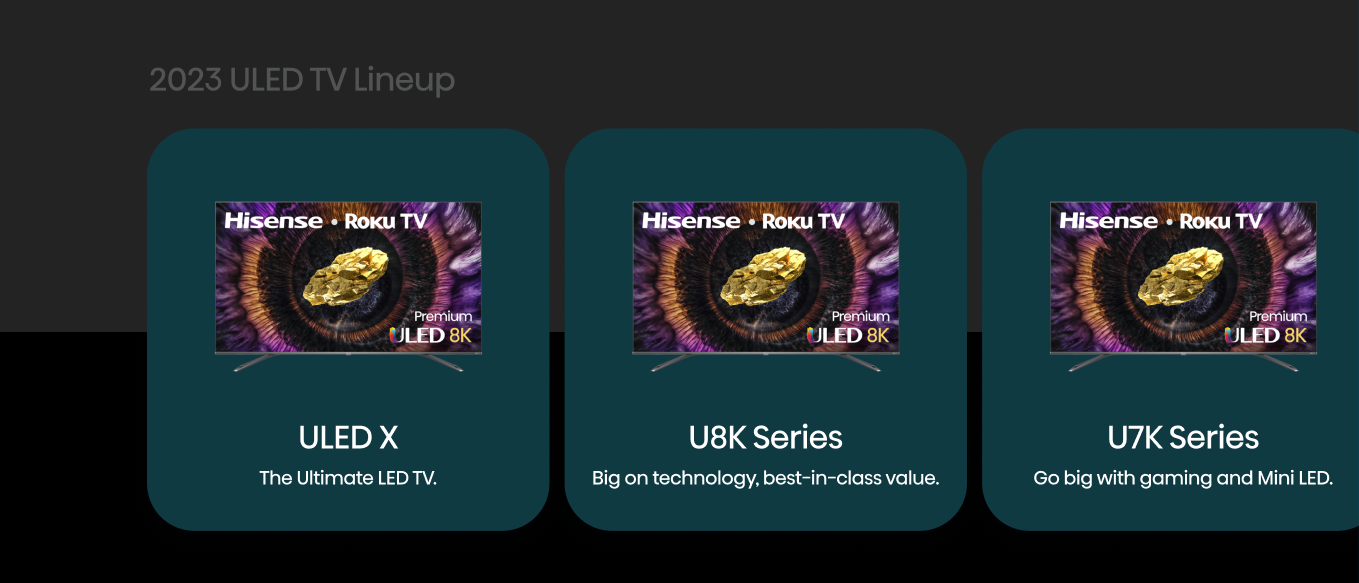 2023 ULED TV Lineup
Hisense • Roku TV
Premium
ULED 8K
ULED X
The Ultimate LED TV.
Hisense • Roku TV
Premium
ULED 8K
U8K Series
Big on technology, best-in-class value.
Hisense • Roku TV
Premium
ULED 8K
U7K Series
Go big with gaming and Mini LED.